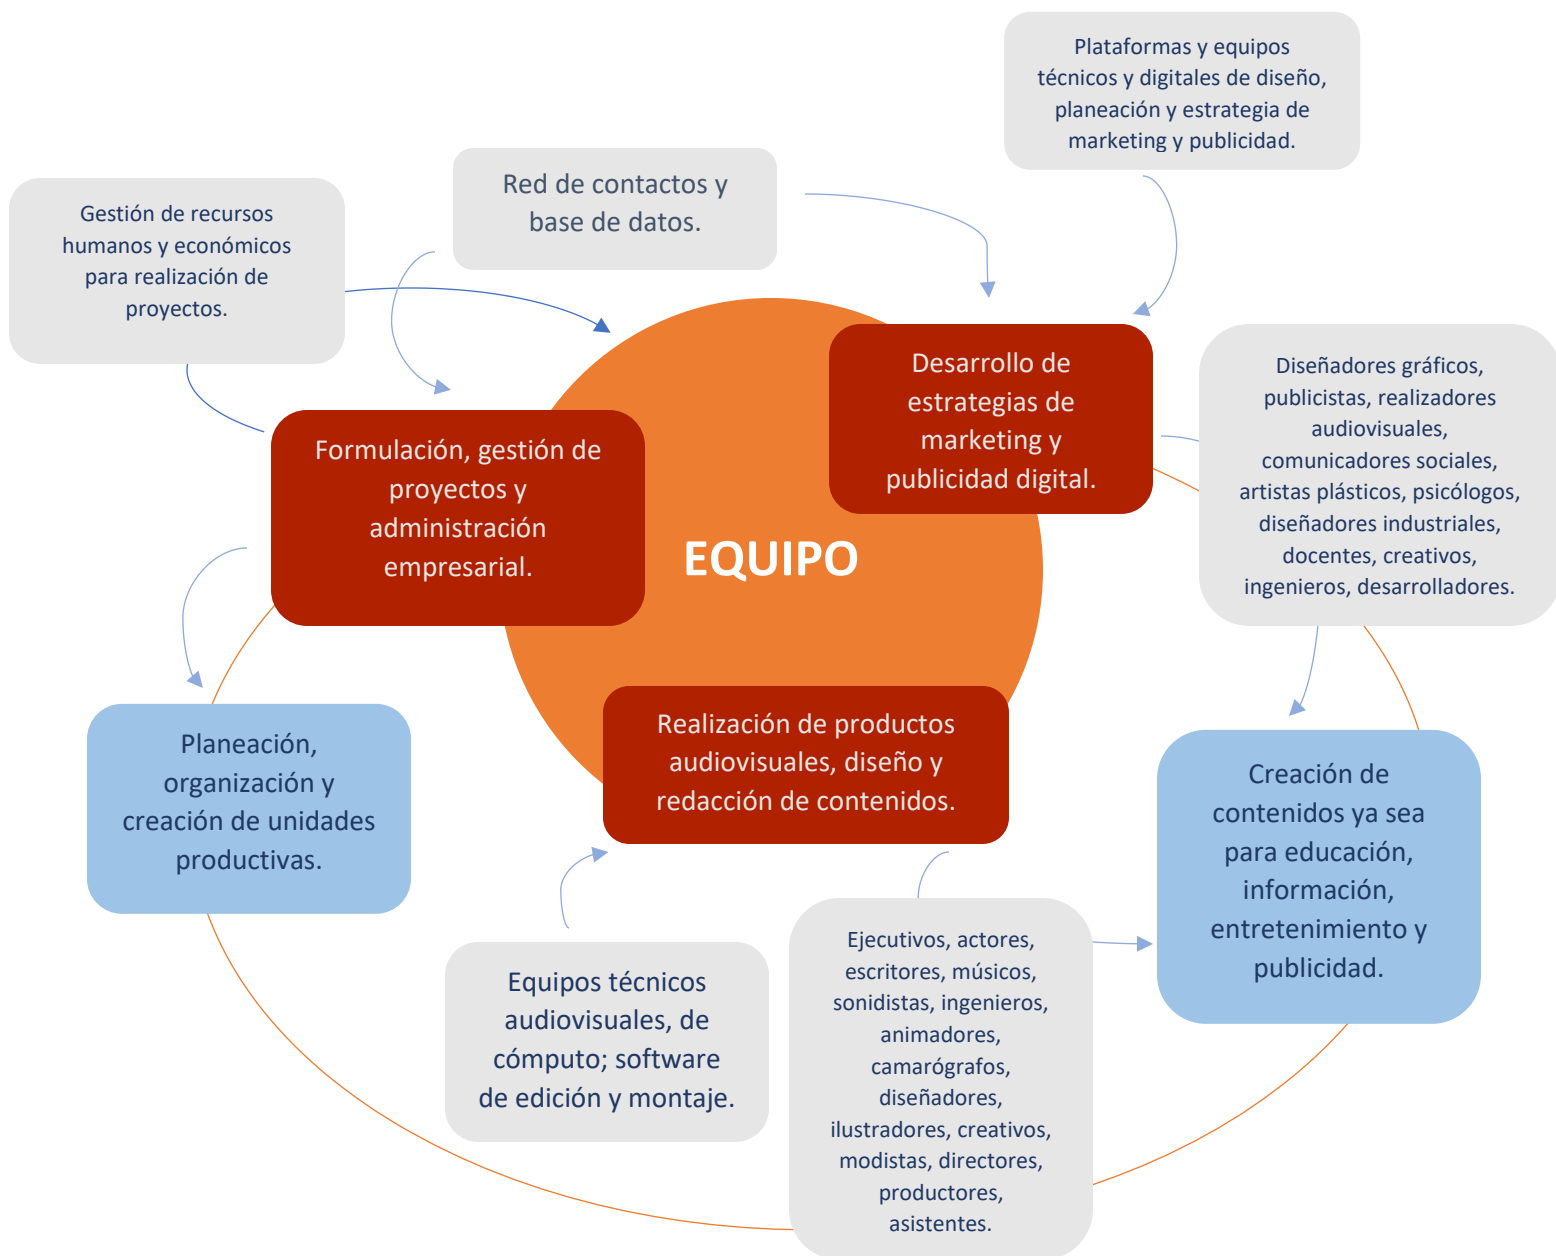 Plataformas y equipos
técnicos y digitales de diseño,
planeación y estrategia de
marketing y publicidad.
Red de contactos y
base de datos.
Gestión de recursos
humanos y económicos
para realización de
proyectos.
Desarrollo de
estrategias de
marketing y
publicidad digital.
Diseñadores gráficos,
publicistas, realizadores
audiovisuales,
comunicadores sociales,
artistas plásticos, psicólogos,
diseñadores industriales,
docentes, creativos,
ingenieros, desarrolladores.
Formulación, gestión de
proyectos y
administración
empresarial.
EQUIPO
Realización de productos
audiovisuales, diseño y
redacción de contenidos.
Planeación,
organización y
creación de unidades
productivas.
Creación de
contenidos ya sea
para educación,
información,
entretenimiento y
publicidad.
Equipos técnicos
audiovisuales, de
cómputo; software
de edición y montaje.
Ejecutivos, actores,
escritores, músicos,
sonidistas, ingenieros,
animadores,
camarógrafos,
diseñadores,
ilustradores, creativos,
modistas, directores,
productores,
asistentes.